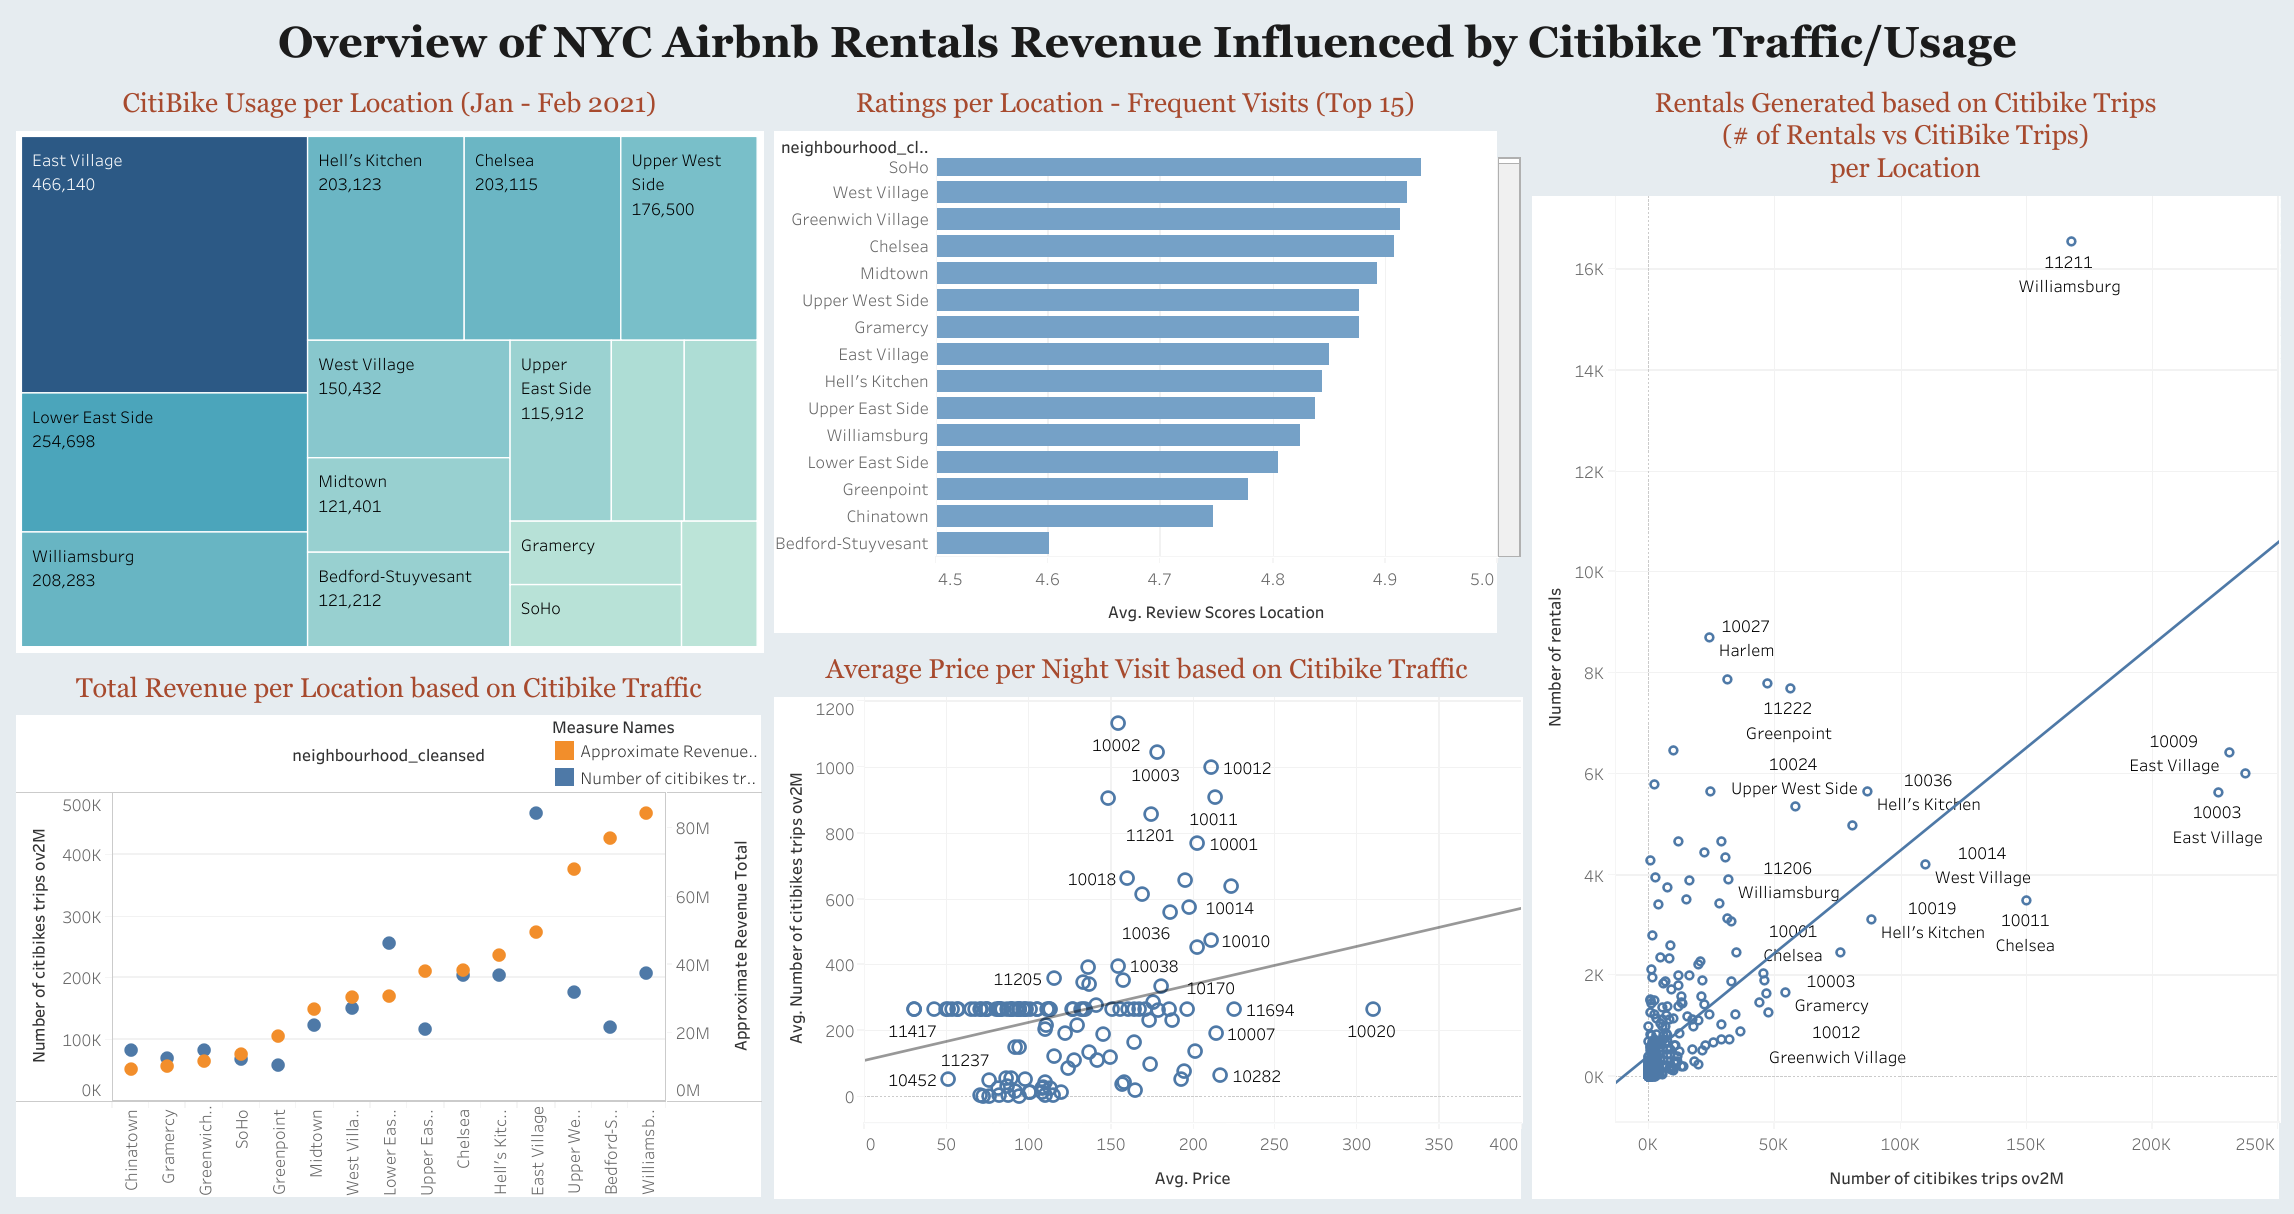 Overview of NYC Airbnb Rentals Revenue Influenced by Citibike Traffic/Usage
CitiBike Usage per Location (Jan - Feb 2021)
East Village
466,140
Hell's Kitchen
203,123
Chelsea
203,115
Upper West
Side
176,500
Lower East Side
254,698
West Village
150,432
Upper
East Side
115,912
Midtown
121,401
Williamsburg
208,283
Bedford-Stuyvesant
121,212
Gramercy
SoHo
Ratings per Location - Frequent Visits (Top 15)
neighbourhood_cl..
SoHo
West Village
Greenwich Village
Chelsea
Midtown
Upper West Side
Gramercy
East Village
Hell's Kitchen
Upper East Side
Williamsburg
Lower East Side
Greenpoint
Chinatown
Bedford-Stuyvesant
4.5 4.6 4.7 4.8 4.9 5.0
Avg. Review Scores Location
Rentals Generated based on Citibike Trips
(# of Rentals vs CitiBike Trips)
per Location
Number of rentals
16K
14K
12K
10K
8K
6K
4K
2K
0K
11211
Williamsburg
10027
Harlem
11222
Greenpoint
10009
East Village
10024
Upper West Side
10036
Hell's Kitchen
10003
East Village
11206
Williamsburg
10014
West Village
10019
Hell's Kitchen
10011
Chelsea
10001
Chelsea
10003
Gramercy
10012
Greenwich Village
0K 50K 100K 150K 200K 250K
Number of citibikes trips ov2M
Total Revenue per Location based on Citibike Traffic
Measure Names
Approximate Revenue..
Number of citibikes tr..
neighbourhood_cleansed
Number of citibikes trips ov2M
500K
400K
300K
200K
100K
0K
80M
60M
40M
20M
0M
Approximate Revenue Total
Chinatown
Gramercy
Greenwich..
SoHo
Greenpoint
Midtown
West Villa..
Lower Eas..
Upper Eas..
Chelsea
Hell's Kitc..
East Village
Upper We..
Bedford-S..
Williamsb..
Average Price per Night Visit based on Citibike Traffic
Avg. Number of citibikes trips ov2M
1200
1000
800
600
400
200
0
10002
10003
10012
10011
11201
10001
10018
10014
10036
10010
10038
11205
10170
11694
11417
10007
10020
11237
10452
10282
0 50 100 150 200 250 300 350 400
Avg. Price